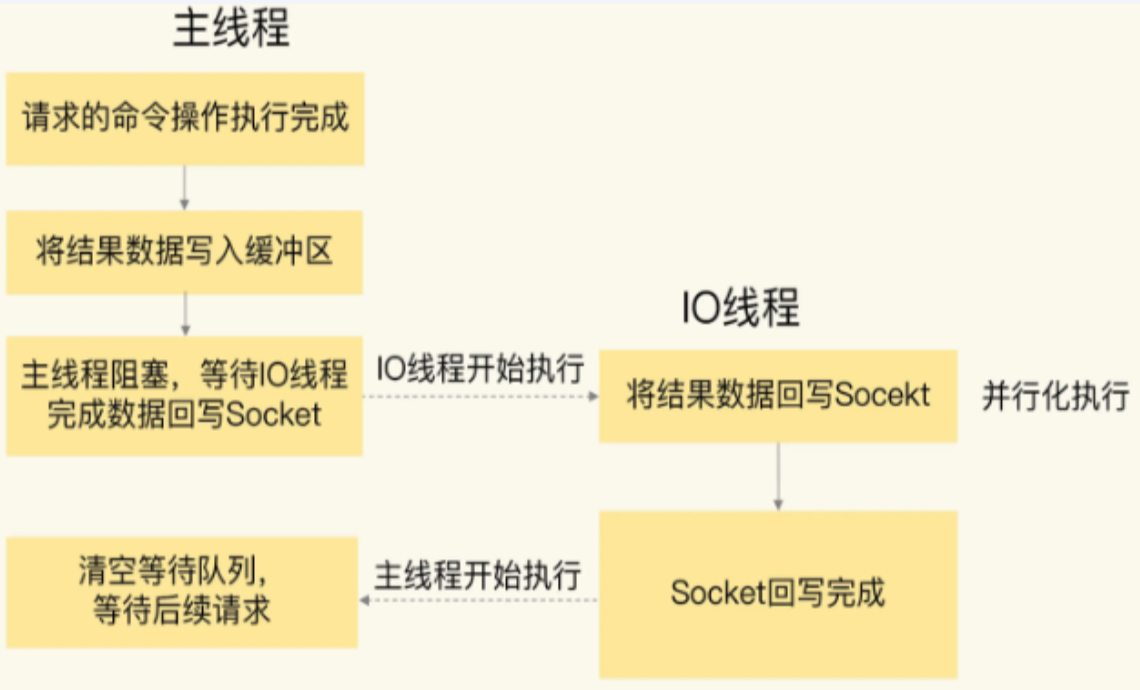 主线程
请求的命令操作执行完成
将结果数据写入缓冲区
IO线程
主线程阻塞，等待IO线程
完成数据回写Socket
IO线程开始执行
将结果数据回写Socekt
并行化执行
清空等待队列，
等待后续请求
主线程开始执行
Socket回写完成